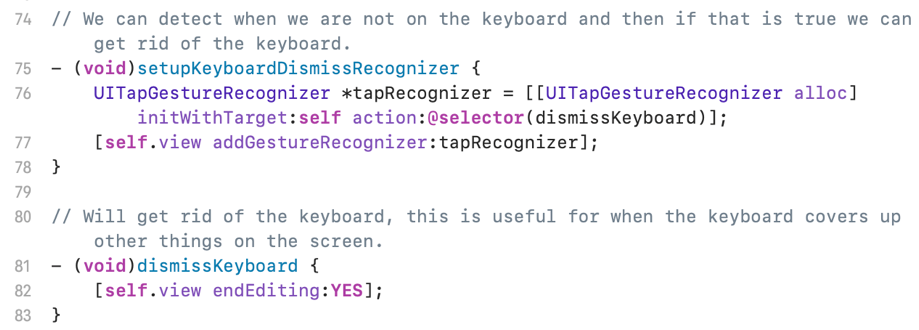 74 // We can detect when we are not on the keyboard and then if that is true we can
get rid of the keyboard.
75 - (void)setupKeyboardDismissRecognizer {
76 UITapGestureRecognizer *tapRecognizer = [[UITapGestureRecognizer alloc]
initWithTarget:self action:@selector(dismissKeyboard)];
77 [self.view addGestureRecognizer:tapRecognizer];
78 }
79
80 // Will get rid of the keyboard, this is useful for when the keyboard covers up
other things on the screen.
81 - (void)dismissKeyboard {
82 [self.view endEditing:YES];
83 }